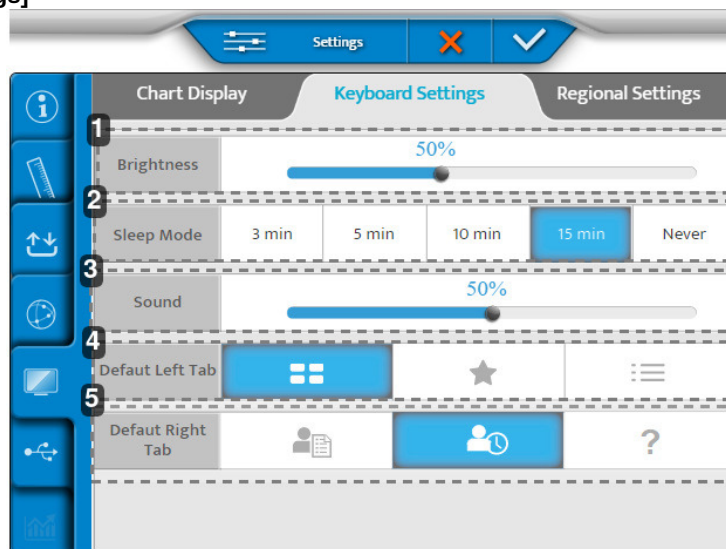 ge]
Settings
Chart Display
Keyboard Settings
Regional Settings
1
Brightness
50%
2
Sleep Mode
3 min
5 min
10 min
15 min
Never
3
Sound
50%
4
Defaut Left Tab
5
Defaut Right
Tab
?